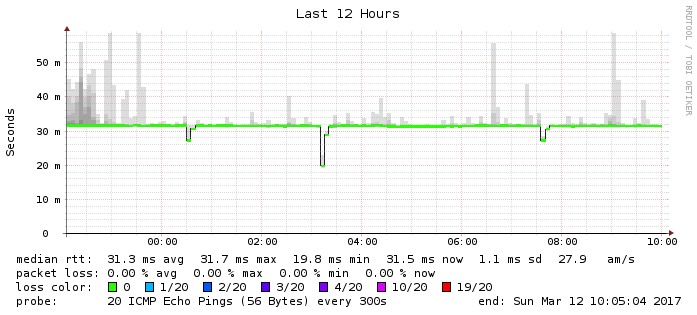 Last 12 Hours
RRDTOOL / TOBI OETIKER
Seconds
50 m
40 m
30 m
20 m
10 m
0
00:00 02:00 04:00 06:00 08:00 10:00
median rtt: 31.3 ms avg 31.7 ms max 19.8 ms min 31.5 ms now 1.1 ms sd 27.9 am/s
packet loss: 0.00 % avg 0.00 % max 0.00 % min 0.00 % now
loss color: 0 1/20 2/20 3/20 4/20 10/20 19/20
probe: 20 ICMP Echo Pings (56 Bytes) every 300s end: Sun Mar 12 10:05:04 2017